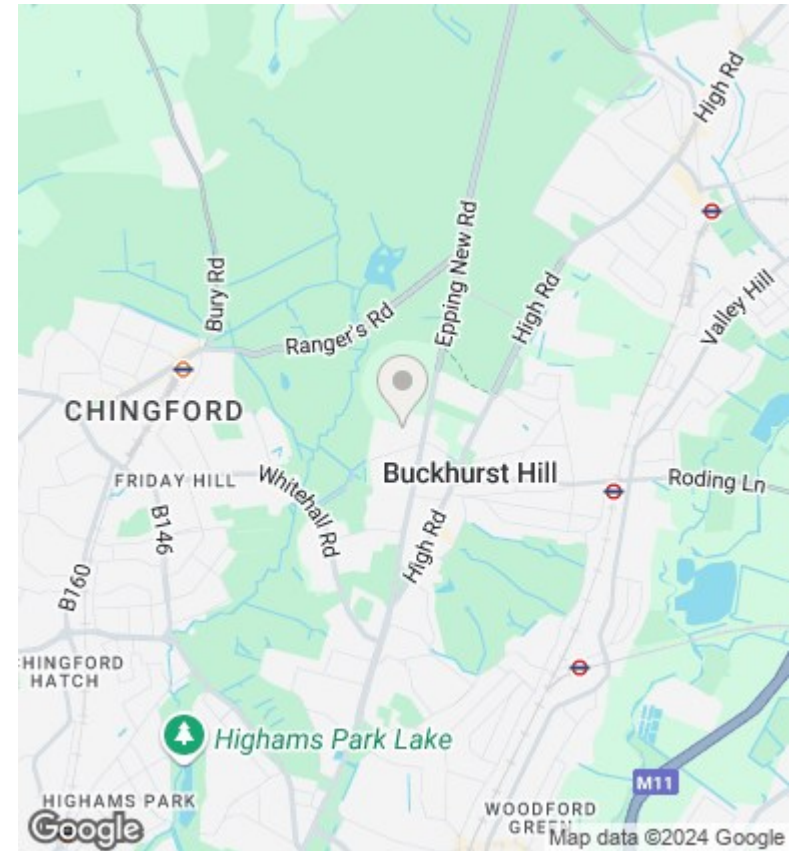 High Rd
Epping New Rd
Bury Rd
High Rd
Valley Hill
Ranger's Rd
CHINGFORD
Buckhurst Hill
FRIDAY HILL
Whitehall Rd
Roding Ln
B146
High Rd
B160
HINGFORD
HATCH
Highams Park Lake
M11
HIGHAMS PARK
WOODFORD
GREEN
Google
Map data ©2024 Google